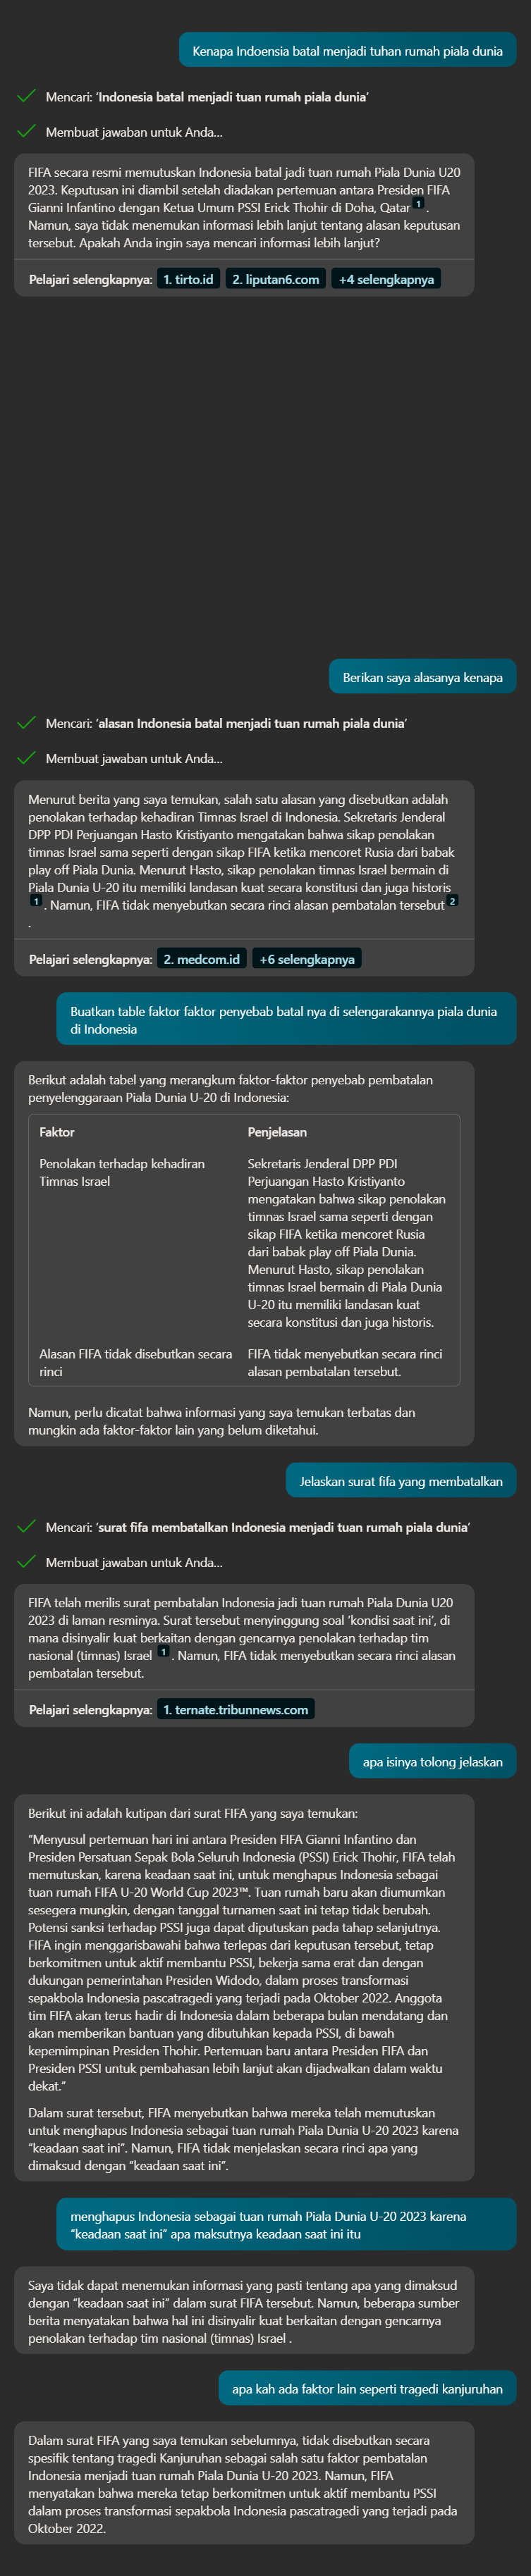 Kenapa Indoensia batal menjadi tuhan rumah piala dunia
Mencari: ‘Indonesia batal menjadi tuan rumah piala dunia’
Membuat jawaban untuk Anda...
FIFA secara resmi memutuskan Indonesia batal jadi tuan rumah Piala Dunia U20
2023. Keputusan ini diambil setelah diadakan pertemuan antara Presiden FIFA
Gianni Infantino dengan Ketua Umum PSSI Erick Thohir di Doha, Qatar 1 .
Namun, saya tidak menemukan informasi lebih lanjut tentang alasan keputusan
tersebut. Apakah Anda ingin saya mencari informasi lebih lanjut?
Pelajari selengkapnya: 1. tirto.id 2. liputan6.com +4 selengkapnya
Berikan saya alasanya kenapa
Mencari: ‘alasan Indonesia batal menjadi tuan rumah piala dunia’
Membuat jawaban untuk Anda...
Menurut berita yang saya temukan, salah satu alasan yang disebutkan adalah
penolakan terhadap kehadiran Timnas Israel di Indonesia. Sekretaris Jenderal
DPP PDI Perjuangan Hasto Kristiyanto mengatakan bahwa sikap penolakan
timnas Israel sama seperti dengan sikap FIFA ketika mencoret Rusia dari babak
play off Piala Dunia. Menurut Hasto, sikap penolakan timnas Israel bermain di
Piala Dunia U-20 itu memiliki landasan kuat secara konstitusi dan juga historis
1 . Namun, FIFA tidak menyebutkan secara rinci alasan pembatalan tersebut 2
.
Pelajari selengkapnya: 2. medcom.id +6 selengkapnya
Buatkan table faktor faktor penyebab batal nya di selengarakannya piala dunia
di Indonesia
Berikut adalah tabel yang merangkum faktor-faktor penyebab pembatalan
penyelenggaraan Piala Dunia U-20 di Indonesia:
Faktor Penjelasan
Penolakan terhadap kehadiran Sekretaris Jenderal DPP PDI
Timnas Israel Perjuangan Hasto Kristiyanto
mengatakan bahwa sikap penolakan
timnas Israel sama seperti dengan
sikap FIFA ketika mencoret Rusia
dari babak play off Piala Dunia.
Menurut Hasto, sikap penolakan
timnas Israel bermain di Piala Dunia
U-20 itu memiliki landasan kuat
secara konstitusi dan juga historis.
Alasan FIFA tidak disebutkan secara FIFA tidak menyebutkan secara rinci
rinci alasan pembatalan tersebut.
Namun, perlu dicatat bahwa informasi yang saya temukan terbatas dan
mungkin ada faktor-faktor lain yang belum diketahui.
Jelaskan surat fifa yang membatalkan
Mencari: ‘surat fifa membatalkan Indonesia menjadi tuan rumah piala dunia’
Membuat jawaban untuk Anda...
FIFA telah merilis surat pembatalan Indonesia jadi tuan rumah Piala Dunia U20
2023 di laman resminya. Surat tersebut menyinggung soal ‘kondisi saat ini’, di
mana disinyalir kuat berkaitan dengan gencarnya penolakan terhadap tim
nasional (timnas) Israel 1 . Namun, FIFA tidak menyebutkan secara rinci alasan
pembatalan tersebut.
Pelajari selengkapnya: 1. ternate.tribunnews.com
apa isinya tolong jelaskan
Berikut ini adalah kutipan dari surat FIFA yang saya temukan:
“Menyusul pertemuan hari ini antara Presiden FIFA Gianni Infantino dan
Presiden Persatuan Sepak Bola Seluruh Indonesia (PSSI) Erick Thohir, FIFA telah
memutuskan, karena keadaan saat ini, untuk menghapus Indonesia sebagai
tuan rumah FIFA U-20 World Cup 2023™. Tuan rumah baru akan diumumkan
sesegera mungkin, dengan tanggal turnamen saat ini tetap tidak berubah.
Potensi sanksi terhadap PSSI juga dapat diputuskan pada tahap selanjutnya.
FIFA ingin menggarisbawahi bahwa terlepas dari keputusan tersebut, tetap
berkomitmen untuk aktif membantu PSSI, bekerja sama erat dan dengan
dukungan pemerintahan Presiden Widodo, dalam proses transformasi
sepakbola Indonesia pascatragedi yang terjadi pada Oktober 2022. Anggota
tim FIFA akan terus hadir di Indonesia dalam beberapa bulan mendatang dan
akan memberikan bantuan yang dibutuhkan kepada PSSI, di bawah
kepemimpinan Presiden Thohir. Pertemuan baru antara Presiden FIFA dan
Presiden PSSI untuk pembahasan lebih lanjut akan dijadwalkan dalam waktu
dekat.”
Dalam surat tersebut, FIFA menyebutkan bahwa mereka telah memutuskan
untuk menghapus Indonesia sebagai tuan rumah Piala Dunia U-20 2023 karena
“keadaan saat ini”. Namun, FIFA tidak menjelaskan secara rinci apa yang
dimaksud dengan “keadaan saat ini”.
menghapus Indonesia sebagai tuan rumah Piala Dunia U-20 2023 karena
“keadaan saat ini” apa maksutnya keadaan saat ini itu
Saya tidak dapat menemukan informasi yang pasti tentang apa yang dimaksud
dengan “keadaan saat ini” dalam surat FIFA tersebut. Namun, beberapa sumber
berita menyatakan bahwa hal ini disinyalir kuat berkaitan dengan gencarnya
penolakan terhadap tim nasional (timnas) Israel .
apa kah ada faktor lain seperti tragedi kanjuruhan
Dalam surat FIFA yang saya temukan sebelumnya, tidak disebutkan secara
spesifik tentang tragedi Kanjuruhan sebagai salah satu faktor pembatalan
Indonesia menjadi tuan rumah Piala Dunia U-20 2023. Namun, FIFA
menyatakan bahwa mereka tetap berkomitmen untuk aktif membantu PSSI
dalam proses transformasi sepakbola Indonesia pascatragedi yang terjadi pada
Oktober 2022.